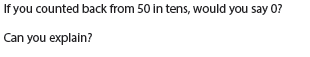 If you counted back from 50 in tens, would you say 0?
Can you explain?